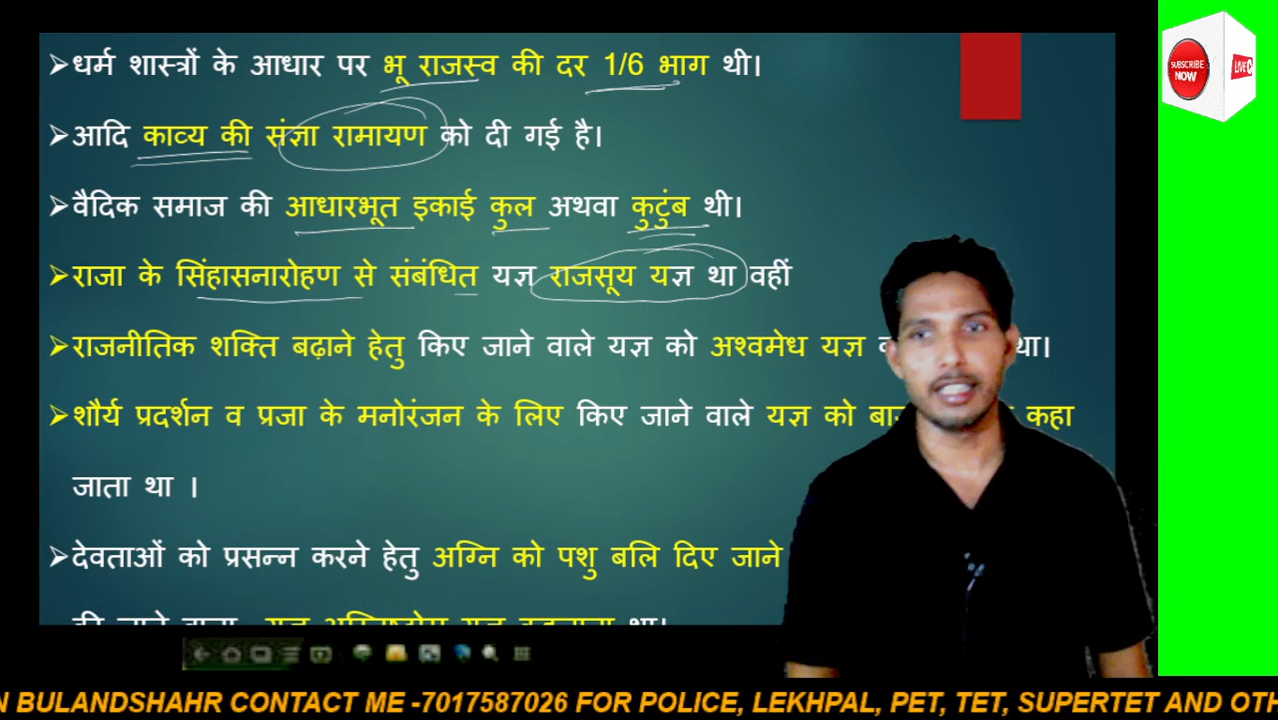 ➢धर्म शास्त्रों के आधार पर भू राजस्व की दर 1/6 भाग थी।
➢आदि काव्य की संज्ञा रामायण को दी गई है।
➢वैदिक समाज की आधारभूत इकाई कुल अथवा कुटुंब थी।
➢राजा के सिंहासनारोहण से संबंधित यज्ञ राजसूय यज्ञ था वहीं
➢राजनीतिक शक्ति बढ़ाने हेतु किए जाने वाले यज्ञ को अश्वमेध यज्ञ था।
➢शौर्य प्रदर्शन व प्रजा के मनोरंजन के लिए किए जाने वाले यज्ञ को कहा
जाता था ।
➢देवताओं को प्रसन्न करने हेतु अग्नि को पशु बलि दिए जाने
था।
SUBSCRIBE
NOW
LIVE
N BULANDSHAHR CONTACT ME -7017587026 FOR POLICE, LEKHPAL, PET, TET, SUPERTET AND OTH